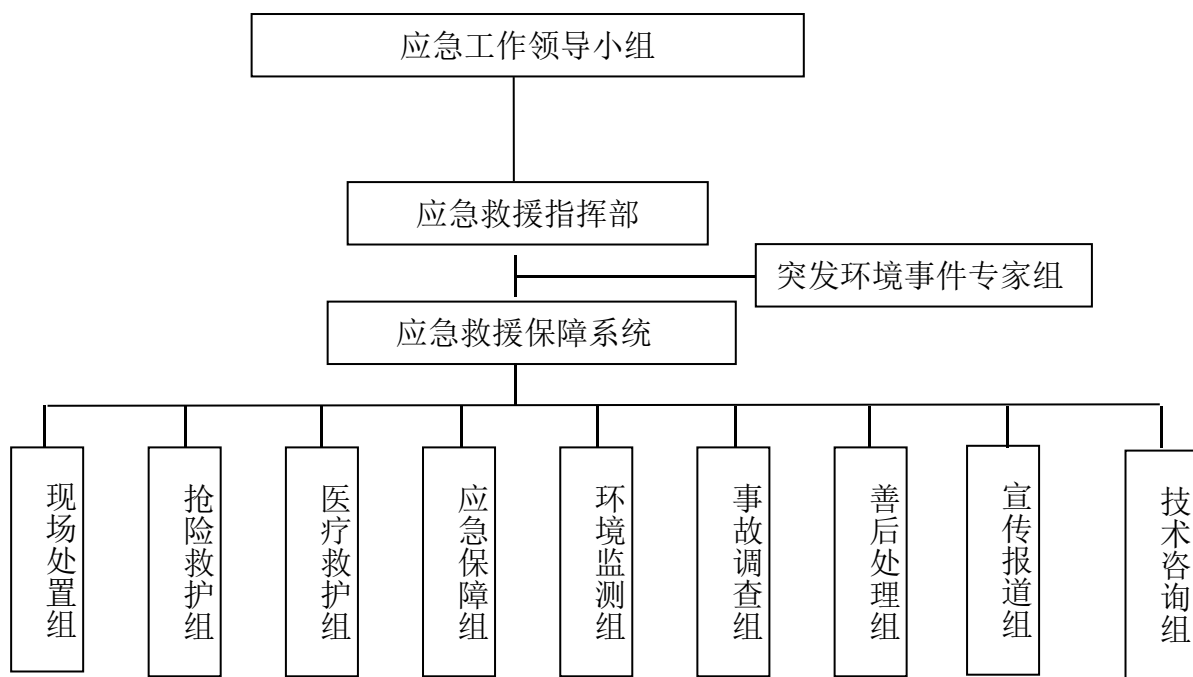 应急工作领导小组
应急救援指挥部
突发环境事件专家组
应急救援保障系统
现场处置组
抢险救护组
医疗救护组
应急保障组
环境监测组
事故调查组
善后处理组
宣传报道组
技术咨询组